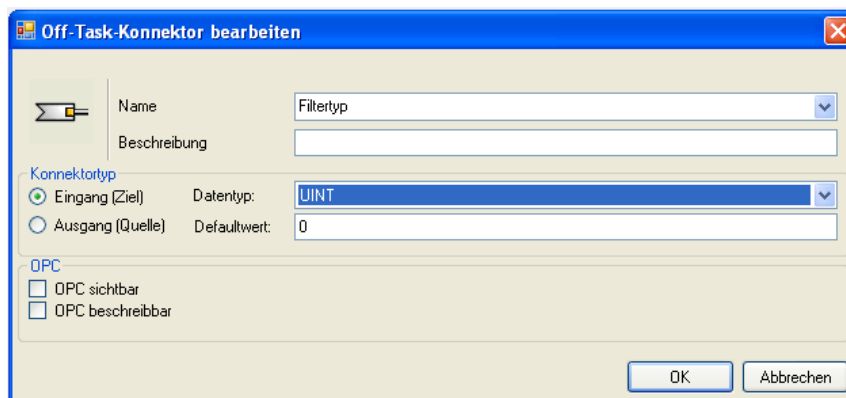 Off-Task-Konnektor bearbeiten
Name Filtertyp
Beschreibung
Konnektortyp
Eingang (Ziel) Datentyp: UINT
Ausgang (Quelle) Defaultwert: 0
OPC
OPC sichtbar
OPC beschreibbar
OK Abbrechen